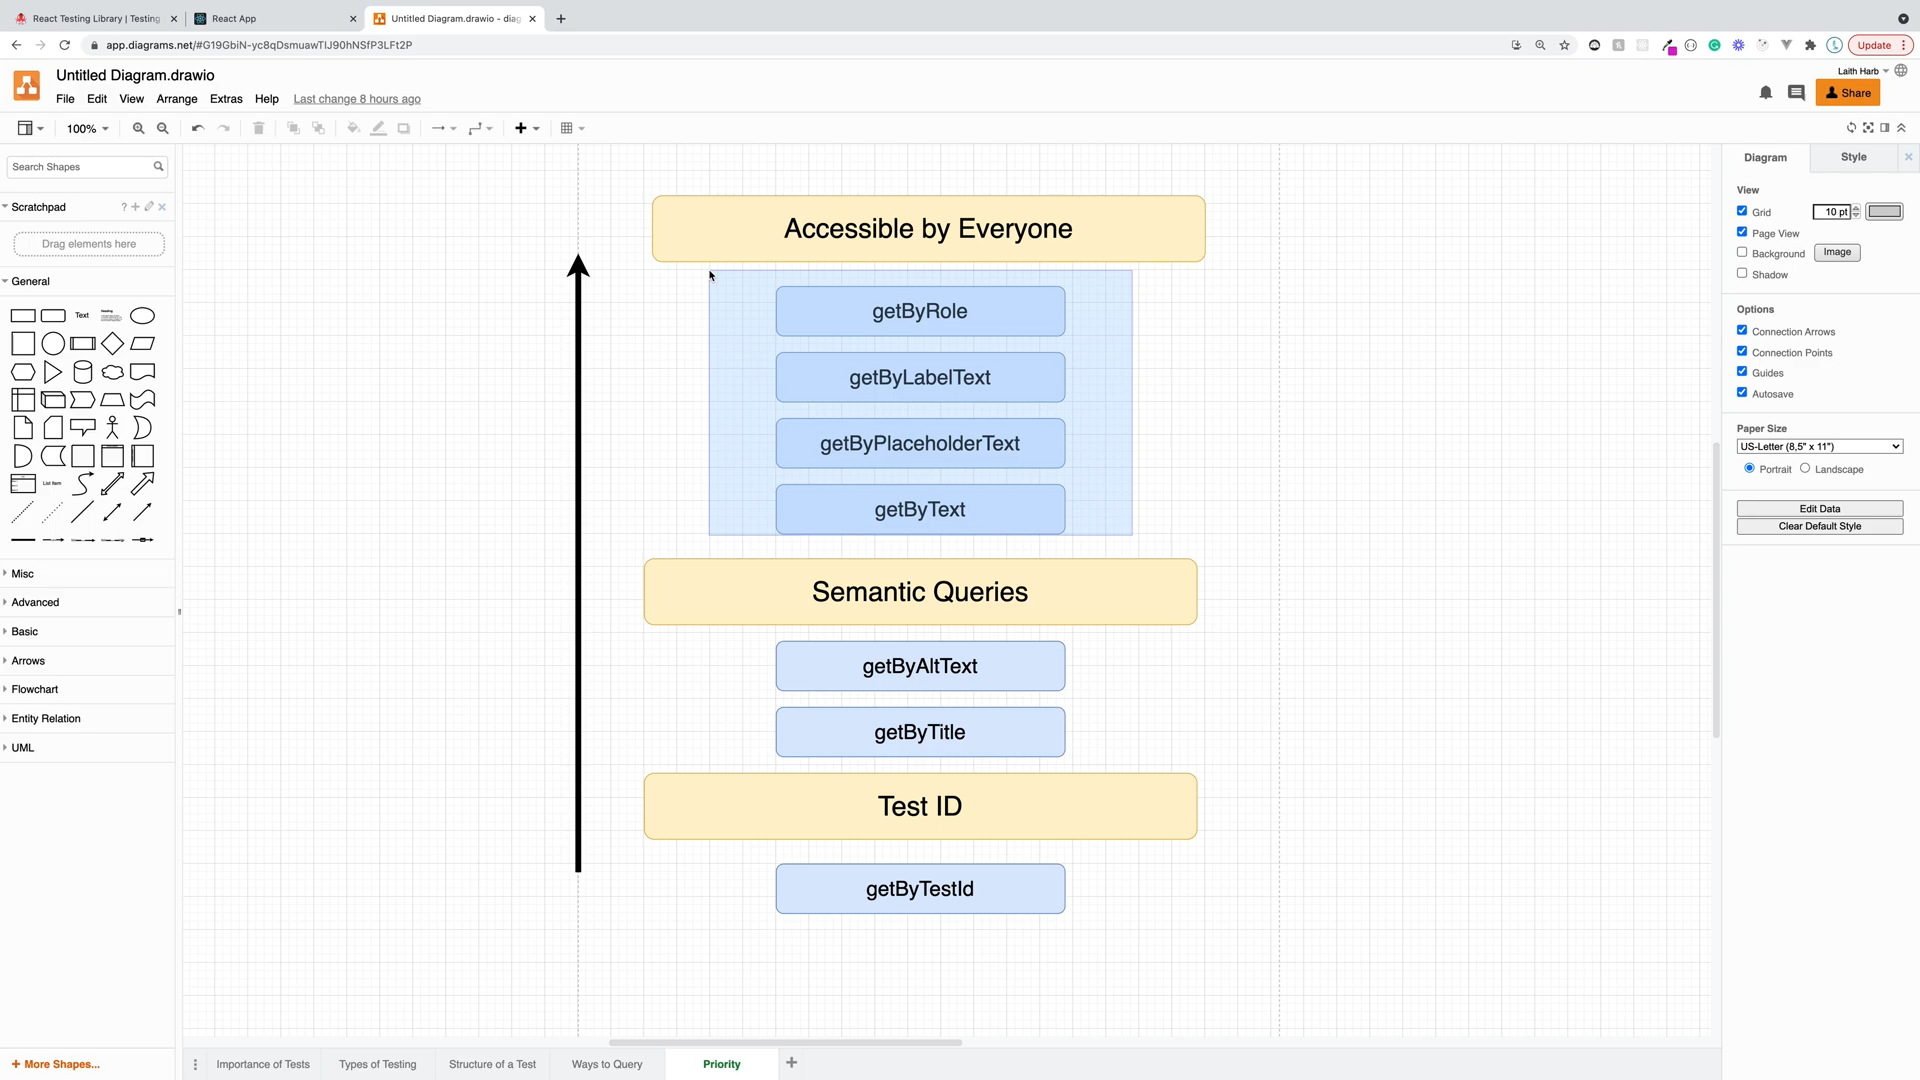 React Testing Library | Testing
React App
Untitled Diagram.drawio - diag
app.diagrams.net/#G19GbiN-yc8qDsmuawTIJ90hNSfP3LFt2P
Update
Untitled Diagram.drawio
Laith Harb
File Edit View Arrange Extras Help Last change 8 hours ago
Share
100%
Search Shapes
Scratchpad
?
Drag elements here
General
Text
Heading
List Item
Misc
Advanced
Basic
Arrows
Flowchart
Entity Relation
UML
More Shapes...
Accessible by Everyone
getByRole
getByLabelText
getByPlaceholderText
getByText
Semantic Queries
getByAltText
getByTitle
Test ID
getByTestId
Diagram Style
View
Grid 10 pt
Page View
Background Image
Shadow
Options
Connection Arrows
Connection Points
Guides
Autosave
Paper Size
US-Letter (8,5" x 11")
Portrait Landscape
Edit Data
Clear Default Style
Importance of Tests Types of Testing Structure of a Test Ways to Query Priority